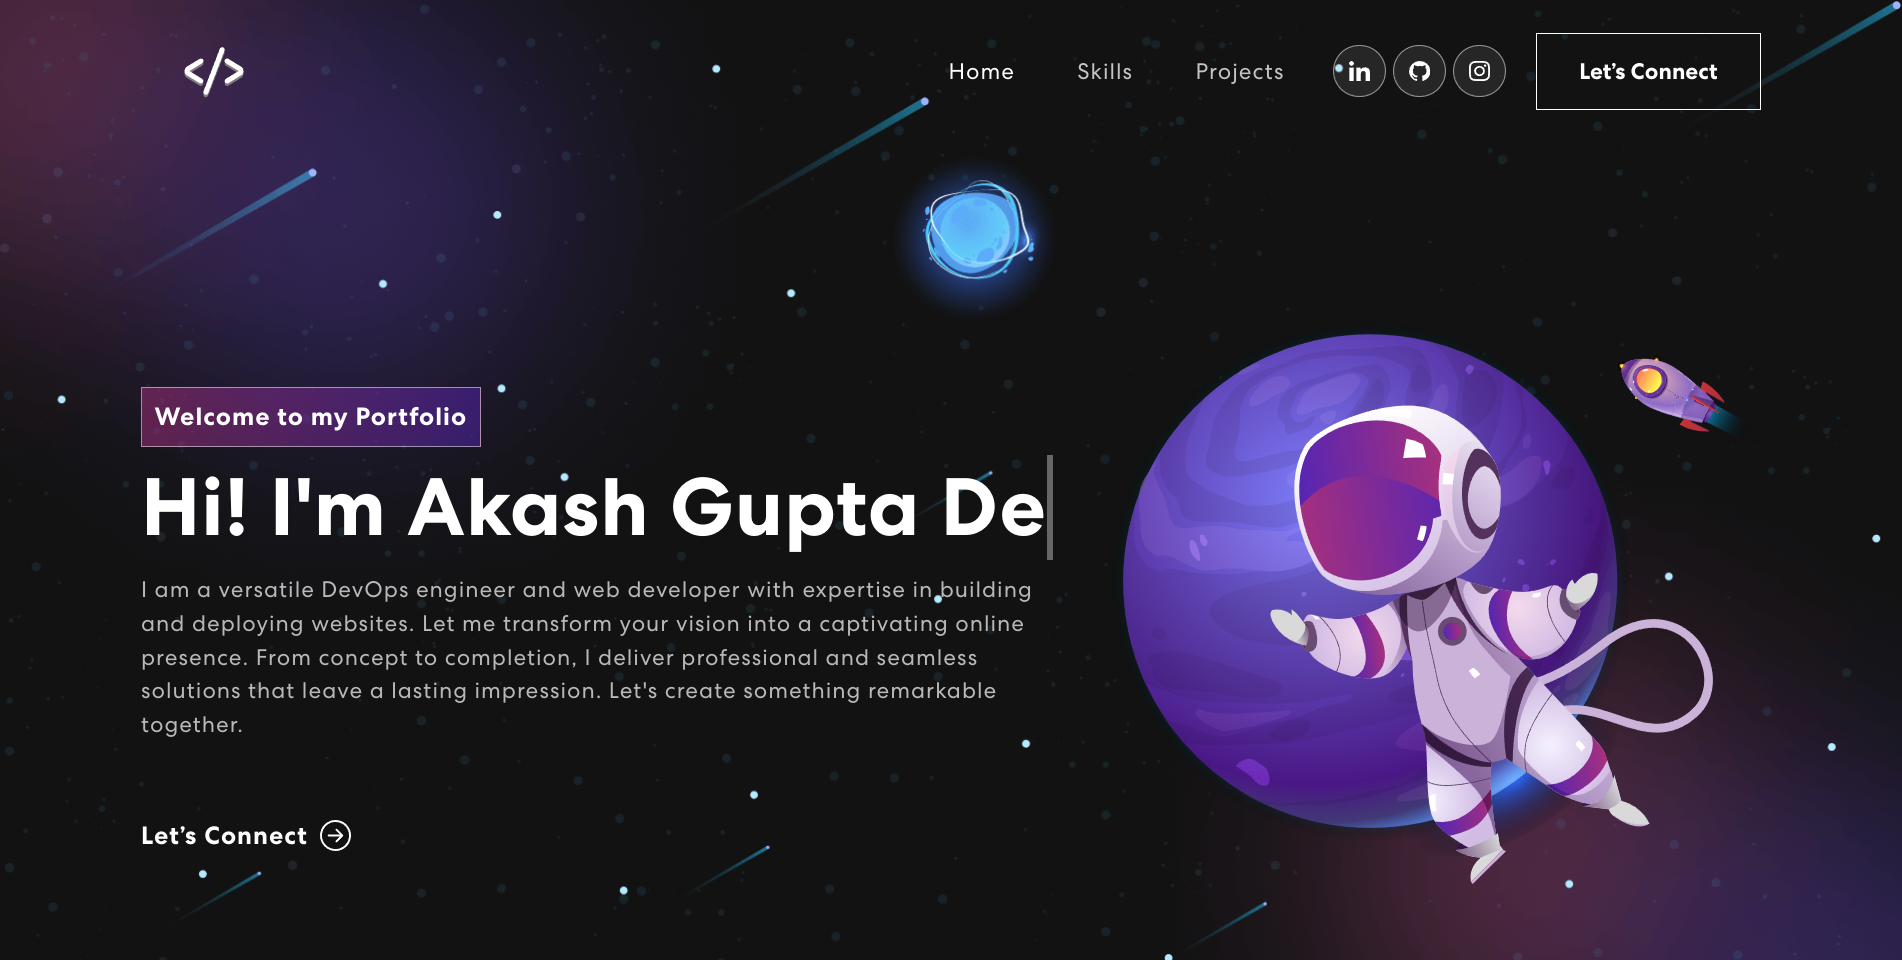 </>
Home Skills Projects in Let’s Connect
Welcome to my Portfolio
Hi! I'm Akash Gupta De
I am a versatile DevOps engineer and web developer with expertise in building
and deploying websites. Let me transform your vision into a captivating online
presence. From concept to completion, I deliver professional and seamless
solutions that leave a lasting impression. Let's create something remarkable
together.
Let’s Connect